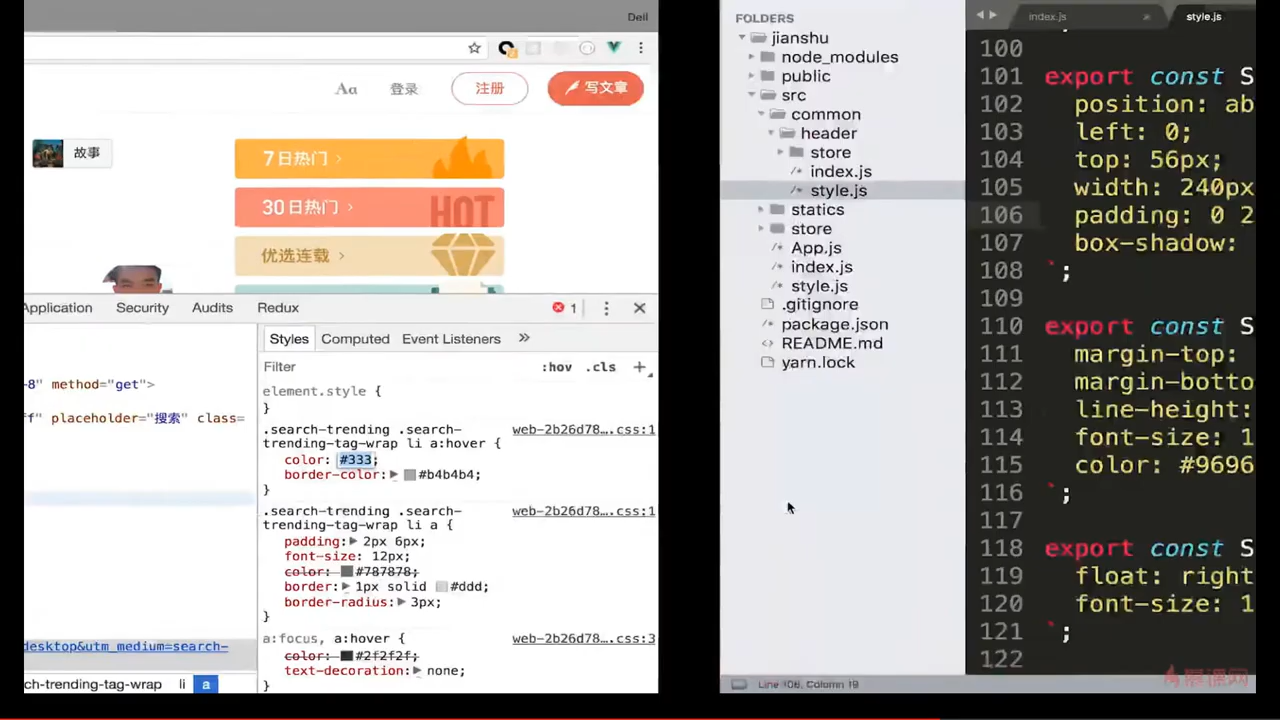 Dell
Aa 登录 注册 写文章
故事
7日热门 >
30日热门 >
HOT
优选连载 >
Application Security Audits Redux 1
Styles Computed Event Listeners »
Filter :hov .cls +
8" method="get">
f" placeholder="搜索" class=
desktop&utm_medium=search-
ch-trending-tag-wrap li a
element.style {
}
.search-trending .search- web-2b26d78….css:1
trending-tag-wrap li a:hover {
color: #333;
border-color: #b4b4b4;
}
.search-trending .search- web-2b26d78….css:1
trending-tag-wrap li a {
padding: 2px 6px;
font-size: 12px;
color: #787878;
border: 1px solid #ddd;
border-radius: 3px;
}
a:focus, a:hover { web-2b26d78….css:3
color: #2f2f2f;
text-decoration: none;
}
FOLDERS
jianshu
node_modules
public
src
common
header
store
index.js
style.js
statics
store
App.js
index.js
style.js
.gitignore
package.json
README.md
yarn.lock
Line 106, Column 19
index.js × style.js
100
101 export const S
102 position: ab
103 left: 0;
104 top: 56px;
105 width: 240px
106 padding: 0 2
107 box-shadow:
108 `;
109
110 export const S
111 margin-top:
112 margin-botto
113 line-height:
114 font-size: 1
115 color: #9696
116 `;
117
118 export const S
119 float: right
120 font-size: 1
121 `;
122
慕课网